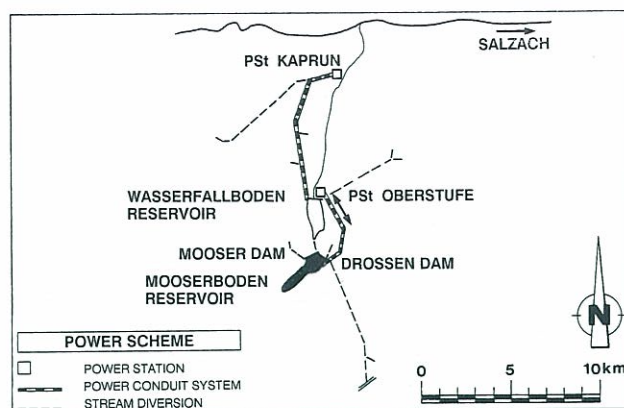 SALZACH
PSt KAPRUN
WASSERFALLBODEN
RESERVOIR
PSt OBERSTUFE
MOOSER DAM
DROSSEN DAM
MOOSERBODEN
RESERVOIR
POWER SCHEME
POWER STATION
POWER CONDUIT SYSTEM
STREAM DIVERSION
N
0 5 10km